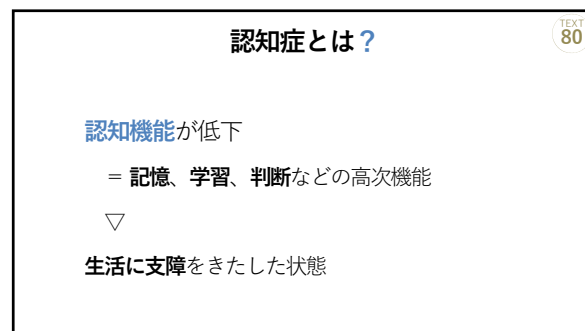 認知症とは?
TEXT
80
認知機能が低下
= 記憶、学習、判断などの高次機能
▽
生活に支障をきたした状態